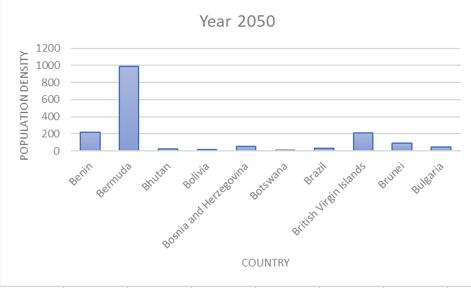 Year 2050
POPULATION DENSITY
1200
1000
800
600
400
200
0
Benin
Bermuda
Bhutan
Bolivia
Bosnia and Herzegovina
Botswana
Brazil
British Virgin Islands
Brunei
Bulgaria
COUNTRY